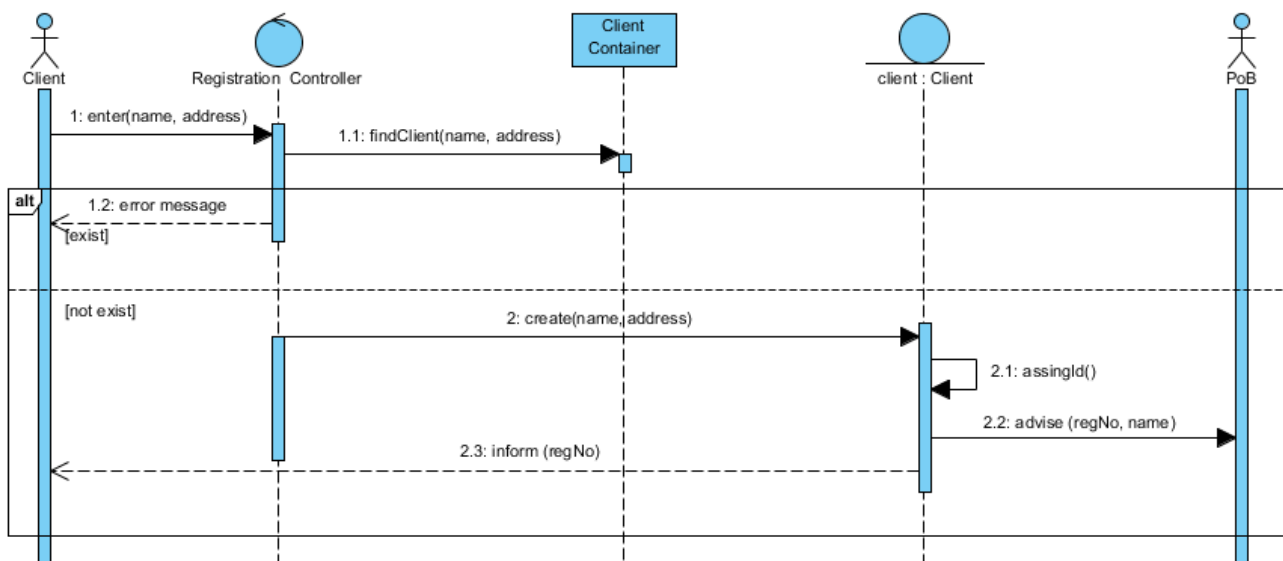 Client
Container
Client
Registration Controller
client : Client
PoB
1: enter(name, address)
1.1: findClient(name, address)
alt
1.2: error message
[exist]
[not exist]
2: create(name, address)
2.1: assingId()
2.2: advise (regNo, name)
2.3: inform (regNo)